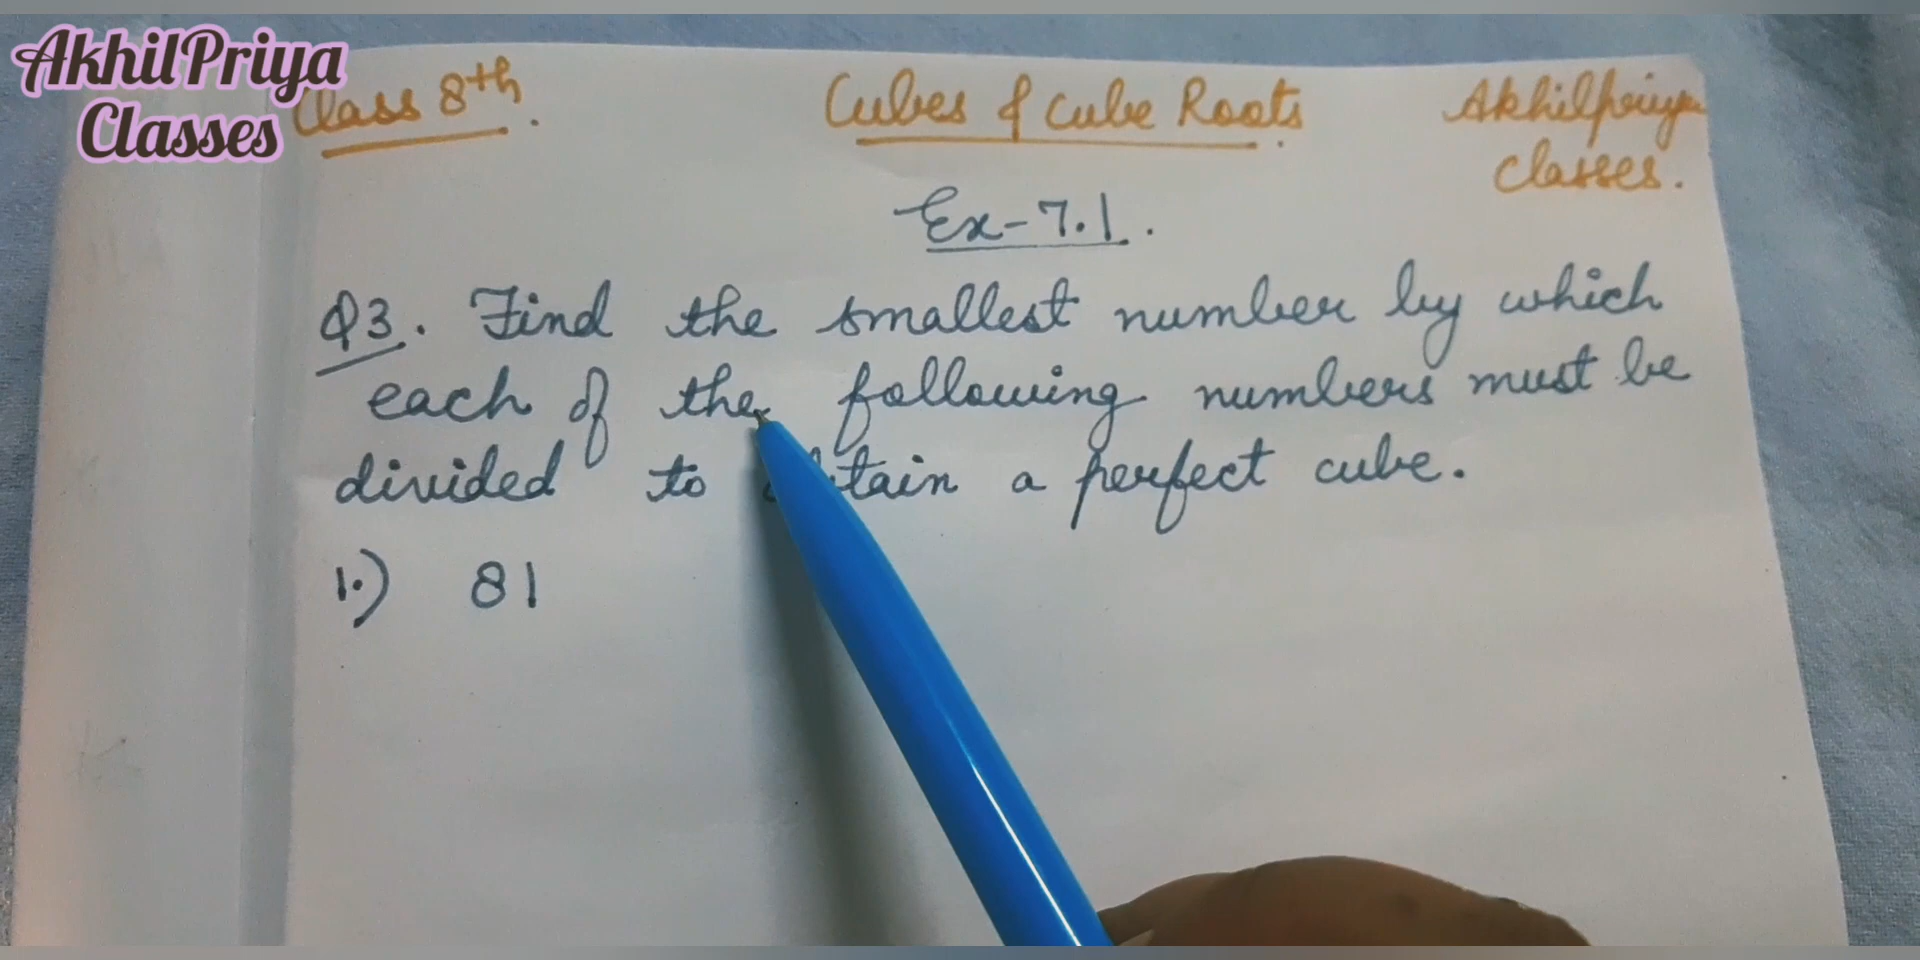 AkhilPriya
Classes
Class 8th.
Cubes & Cube Roots
Akhilpriya
Classes.
Ex-7.1.
Q3. Find the smallest number by which
each of the following numbers must be
divided to a perfect cube.
1.) 81